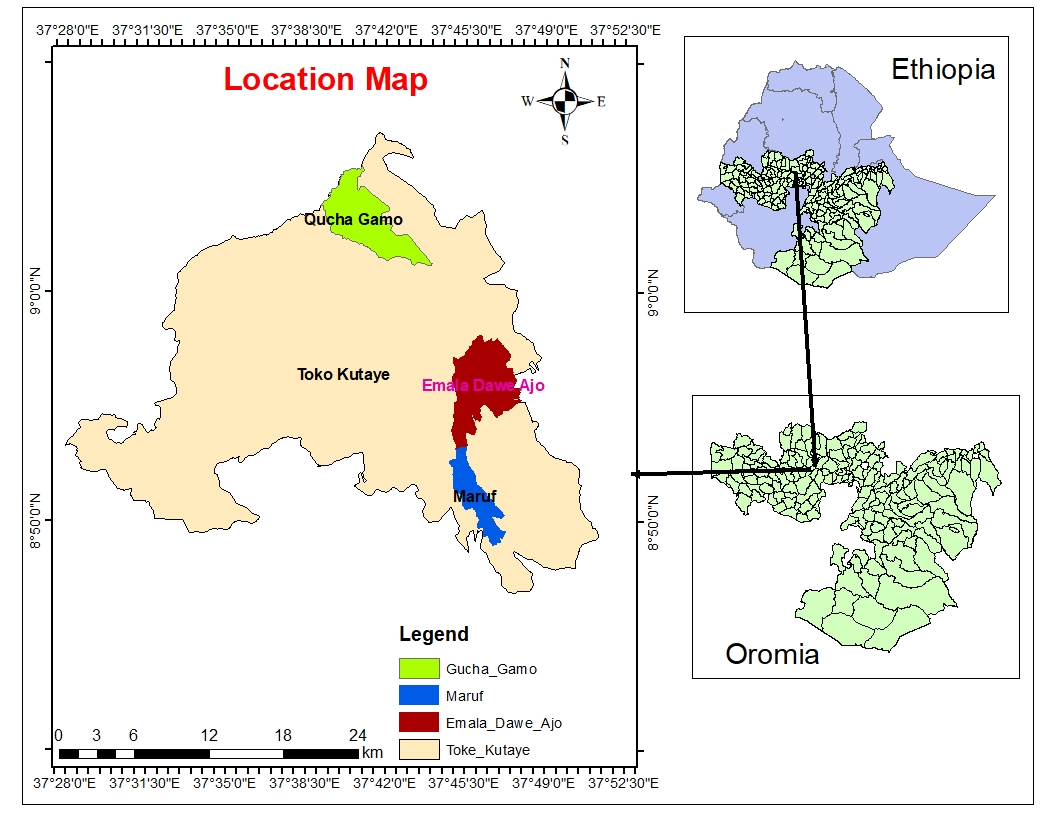 37°28'0"E 37°31'30"E 37°35'0"E 37°38'30"E 37°42'0"E 37°45'30"E 37°49'0"E 37°52'30"E
Location Map
N
W E
S
Ethiopia
Qucha Gamo
9°0'0"N
9°0'0"N
Toko Kutaye
Emala Dawe Ajo
Maruf
8°50'0"N
8°50'0"N
Oromia
Legend
Gucha_Gamo
Maruf
Emala_Dawe_Ajo
Toke_Kutaye
0 3 6 12 18 24
km
37°28'0"E 37°31'30"E 37°35'0"E 37°38'30"E 37°42'0"E 37°45'30"E 37°49'0"E 37°52'30"E